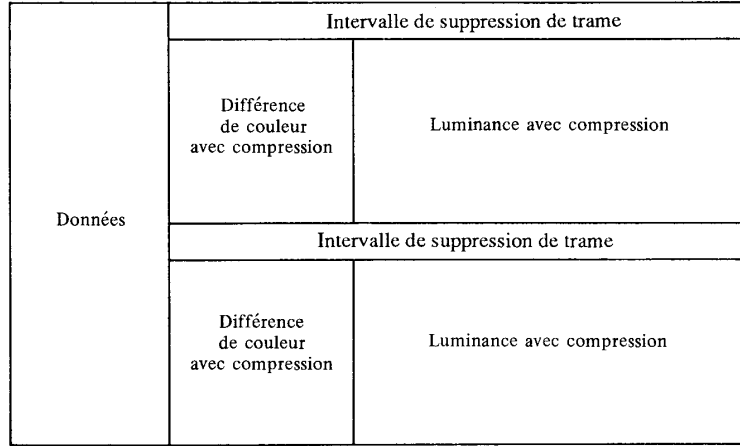 Intervalle de suppression de trame
Différence
de couleur
avec compression
Luminance avec compression
Données
Intervalle de suppression de trame
Différence
de couleur
avec compression
Luminance avec compression